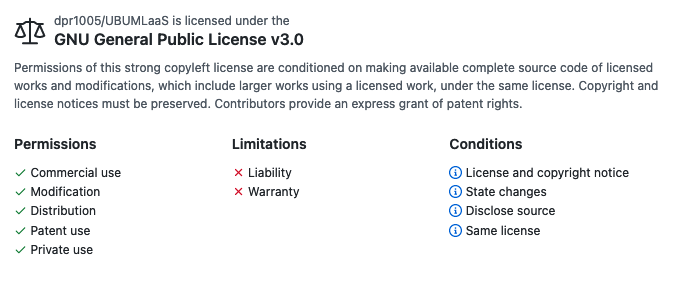 dpr1005/UBUMLaaS is licensed under the
GNU General Public License v3.0
Permissions of this strong copyleft license are conditioned on making available complete source code of licensed
works and modifications, which include larger works using a licensed work, under the same license. Copyright and
license notices must be preserved. Contributors provide an express grant of patent rights.
Permissions
Commercial use
Modification
Distribution
Patent use
Private use
Limitations
Liability
Warranty
Conditions
License and copyright notice
State changes
Disclose source
Same license